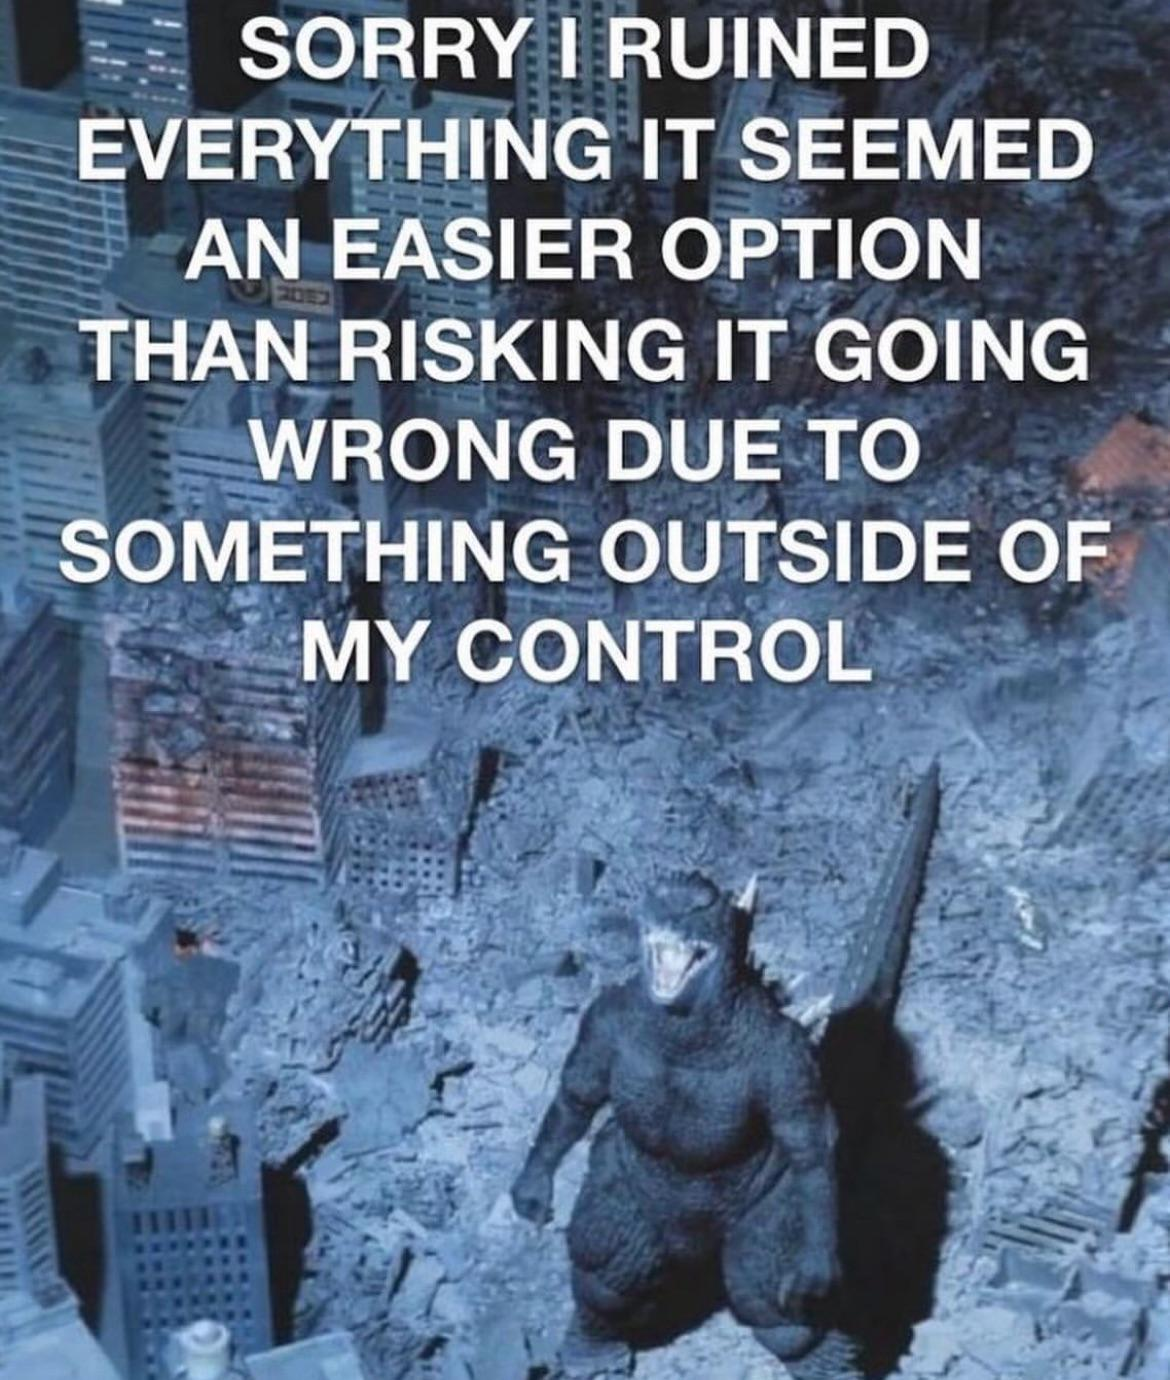 SORRY I RUINED
EVERYTHING IT SEEMED
AN EASIER OPTION
THAN RISKING IT GOING
WRONG DUE TO
SOMETHING OUTSIDE OF
MY CONTROL